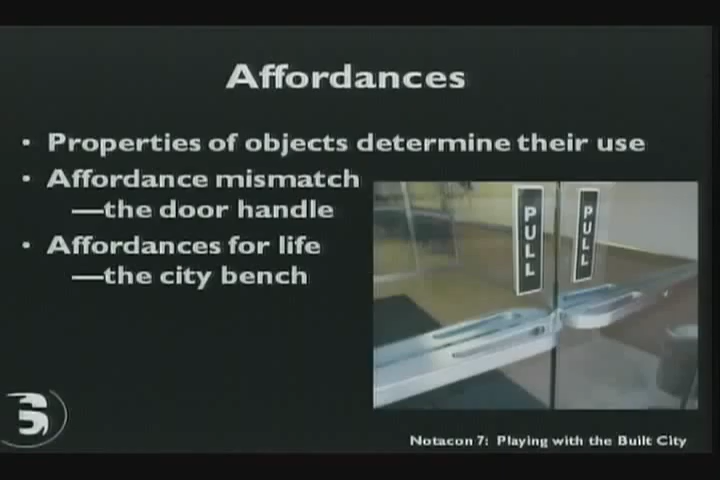 Affordances
• Properties of objects determine their use
• Affordance mismatch
—the door handle
• Affordances for life
—the city bench
PULL
PULL
S
Notacon 7: Playing with the Built City